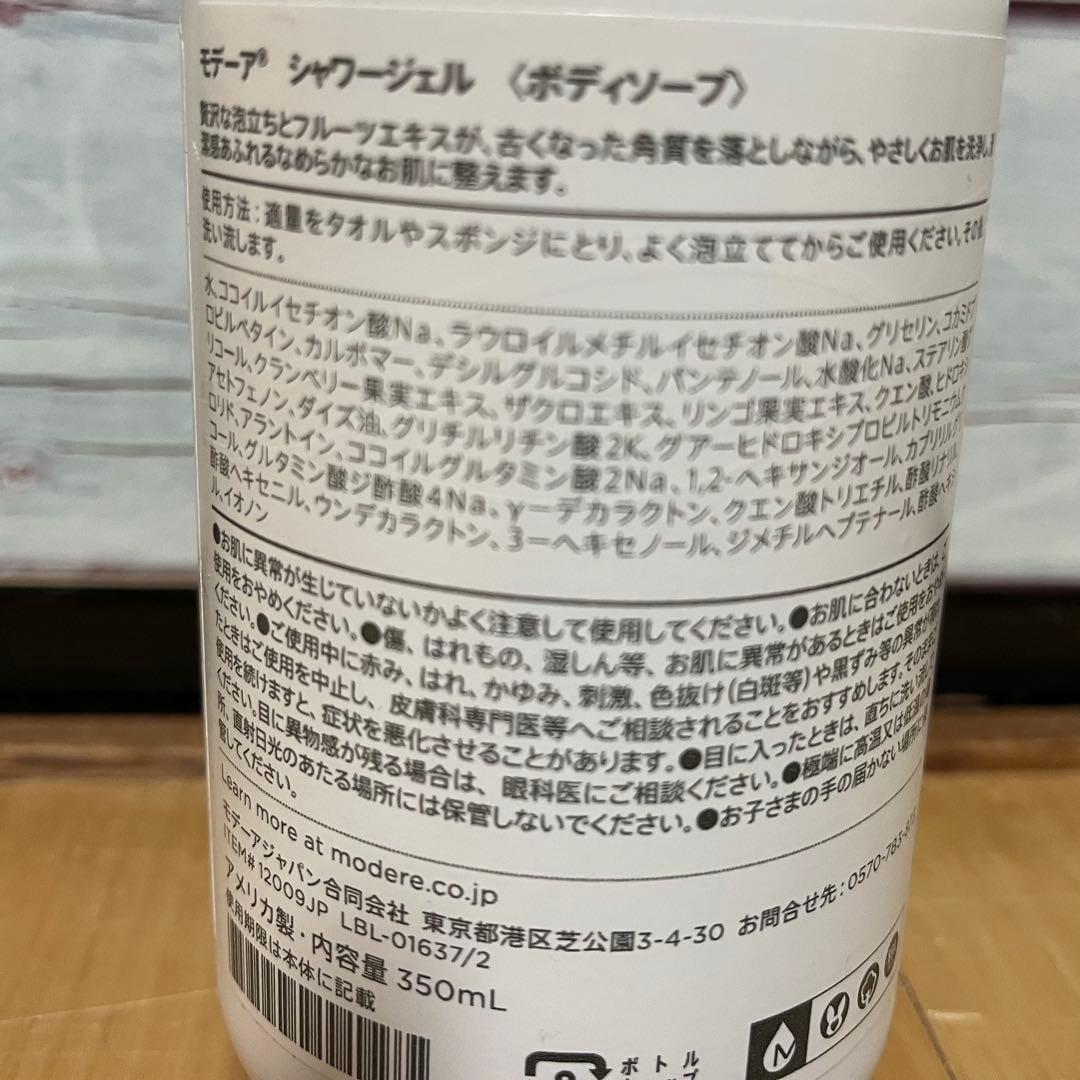 モデーア® シャワージェル 〈ボディソープ〉
贅沢な泡立ちとフルーツエキスが、古くなった角質を落としながら、やさしくお肌を洗浄し、
潤いあふれるなめらかなお肌に整えます。
使用方法：適量をタオルやスポンジにとり、よく泡立ててからご使用ください。その後、
洗い流します。
水、ココイルイセチオン酸Na、ラウロイルメチルイセチオン酸Na、グリセリン、コカミドプ
ロピルベタイン、カルボマー、デシルグルコシド、パンテノール、水酸化Na、ステアリン酸
リコール、クランベリー果実エキス、ザクロエキス、リンゴ果実エキス、クエン酸、ヒドロキシ
アセトフェノン、ダイズ油、グリチルリチン酸2K、グアーヒドロキシプロピルトリモニウム
ロリド、アラントイン、ココイルグルタミン酸2Na、1,2-ヘキサンジオール、カプリリルグ
コール、グルタミン酸ジ酢酸4Na、γ－デカラクトン、クエン酸トリエチル、酢酸リナリル、
酢酸ヘキセニル、ウンデカラクトン、3－ヘキセノール、ジメチルヘプテナール、酢酸ヘキシ
ル、イオノン
●お肌に異常が生じていないかよく注意して使用してください。●お肌に合わないときは、
使用をおやめください。●傷、はれもの、湿しん等、お肌に異常があるときはご使用をおやめ
ください。●ご使用中に赤み、はれ、かゆみ、刺激、色抜け(白斑等)や黒ずみ等の異常が
たときはご使用を中止し、皮膚科専門医等へご相談されることをおすすめします。そのまま
使用を続けますと、症状を悪化させることがあります。●目に入ったときは、直ちに洗い流し
ください。目に異物感が残る場合は、眼科医にご相談ください。●極端に高温又は低温
所、直射日光のあたる場所には保管しないでください。●お子さまの手の届かない場所に
管してください。
Learn more at modere.co.jp
モデーアジャパン合同会社 東京都港区芝公園3-4-30 お問合せ先：0570-783-
ITEM# 12009JP LBL-01637/2
アメリカ製・内容量 350mL
使用期限は本体に記載
ボトル